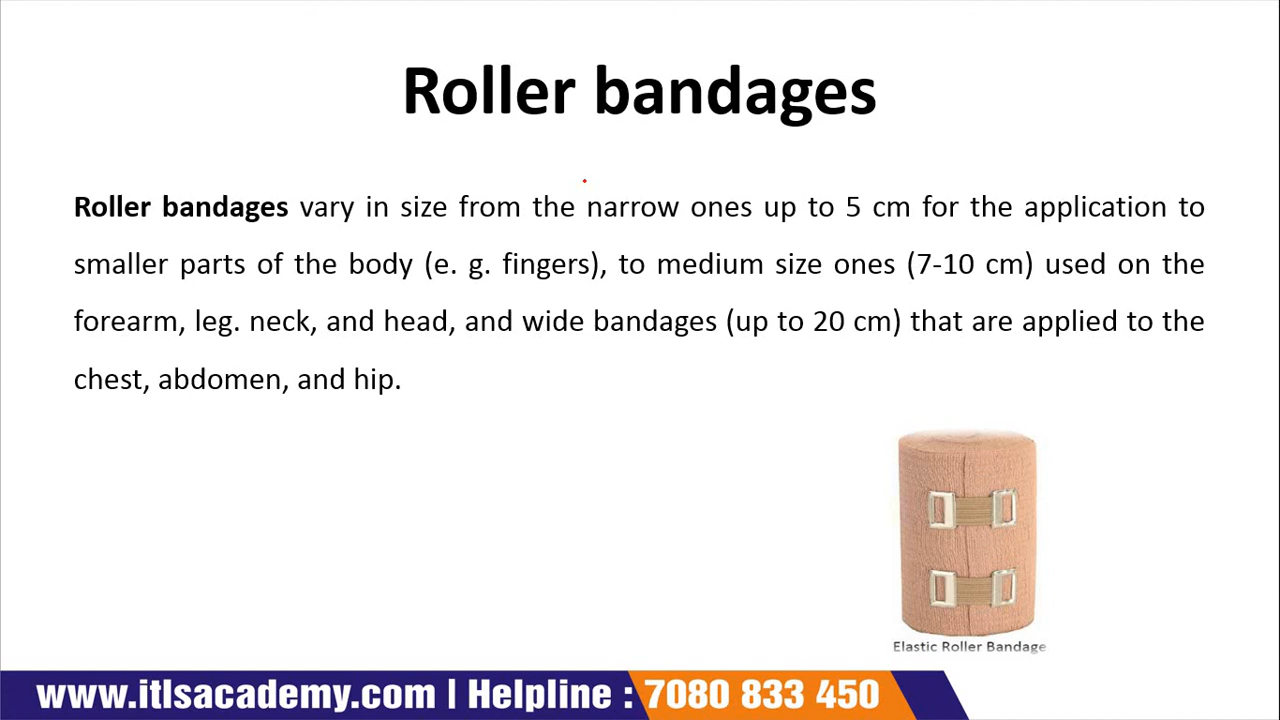 Roller bandages
Roller bandages vary in size from the narrow ones up to 5 cm for the application to
smaller parts of the body (e. g. fingers), to medium size ones (7-10 cm) used on the
forearm, leg. neck, and head, and wide bandages (up to 20 cm) that are applied to the
chest, abdomen, and hip.
Elastic Roller Bandage
www.itlsacademy.com | Helpline : 7080 833 450